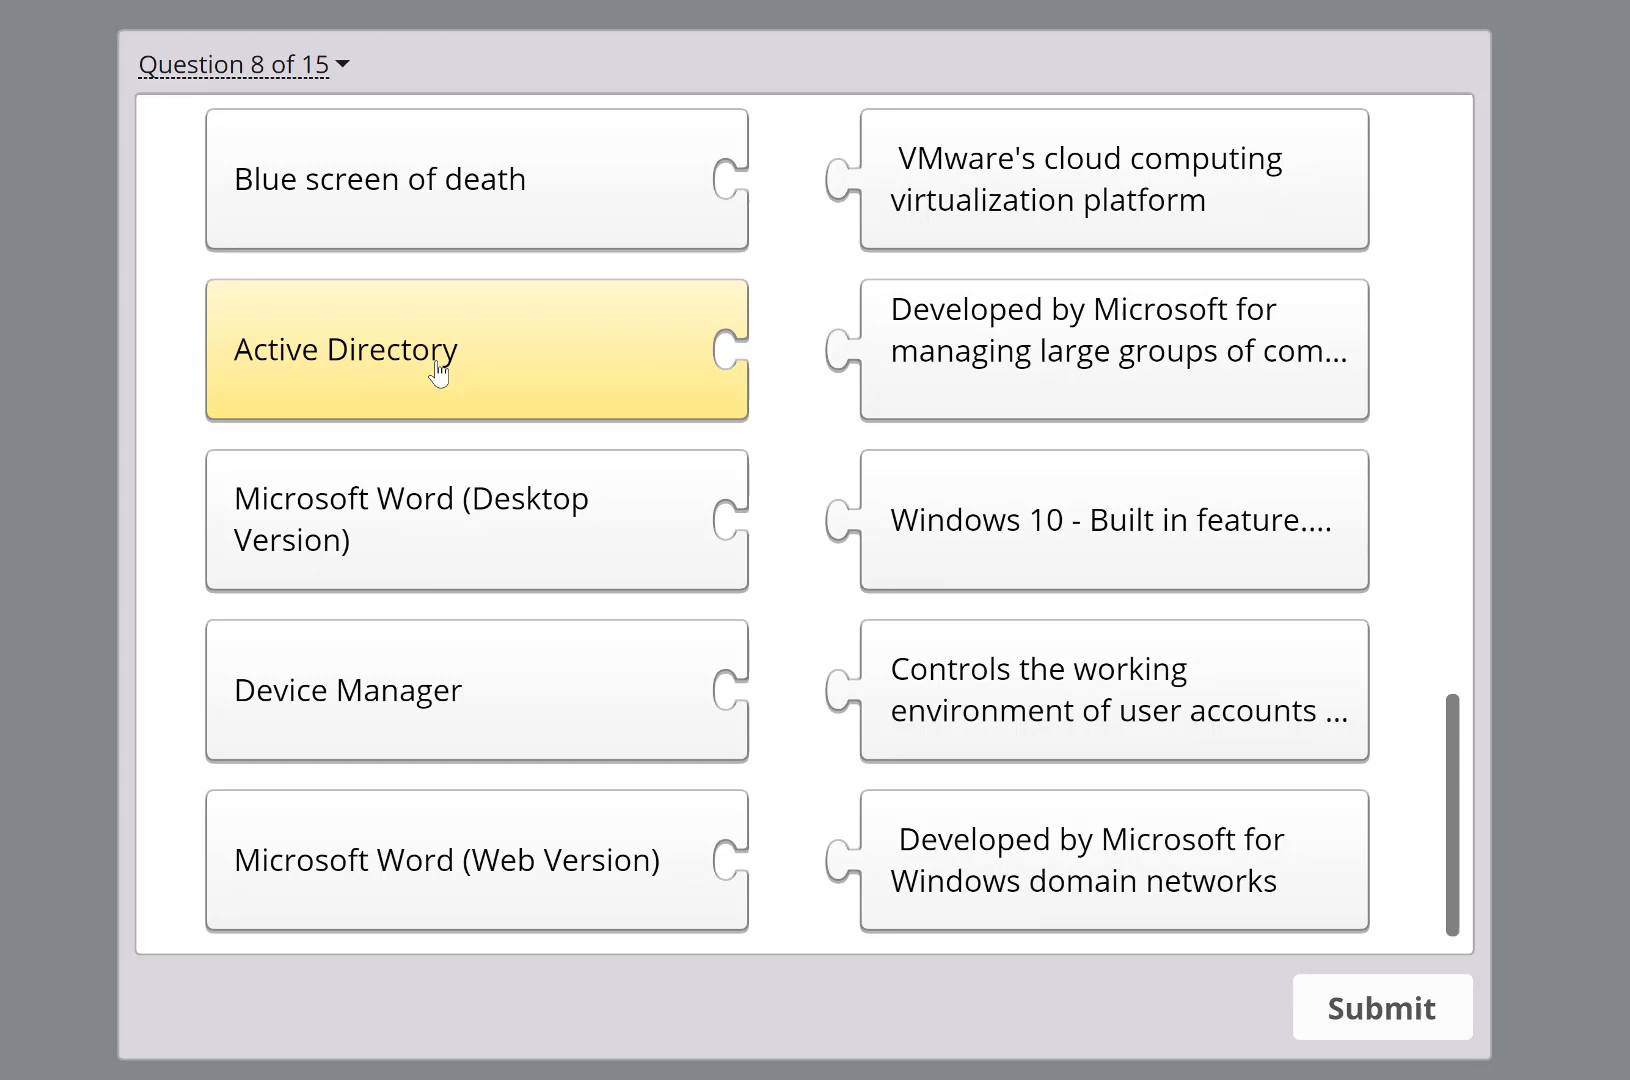 Question 8 of 15
Blue screen of death
VMware's cloud computing
virtualization platform
Active Directory
Developed by Microsoft for
managing large groups of com...
Microsoft Word (Desktop
Version)
Windows 10 - Built in feature....
Device Manager
Controls the working
environment of user accounts ...
Microsoft Word (Web Version)
Developed by Microsoft for
Windows domain networks
Submit